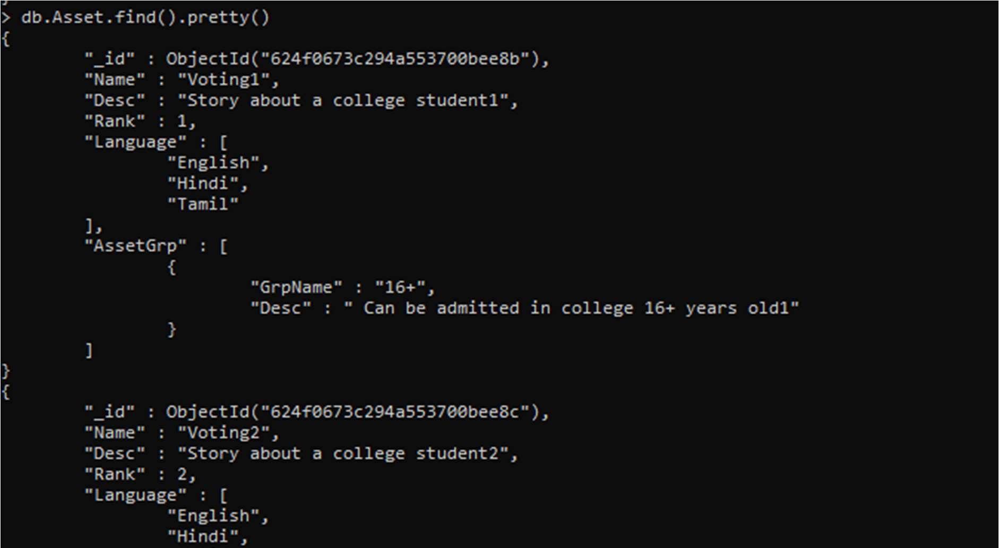 > db.Asset.find().pretty()
{
"_id" : ObjectId("624f0673c294a553700bee8b"),
"Name" : "Voting1",
"Desc" : "Story about a college student1",
"Rank" : 1,
"Language" : [
"English",
"Hindi",
"Tamil"
],
"AssetGrp" : [
{
"GrpName" : "16+",
"Desc" : " Can be admitted in college 16+ years old1"
}
]
}
{
"_id" : ObjectId("624f0673c294a553700bee8c"),
"Name" : "Voting2",
"Desc" : "Story about a college student2",
"Rank" : 2,
"Language" : [
"English",
"Hindi",